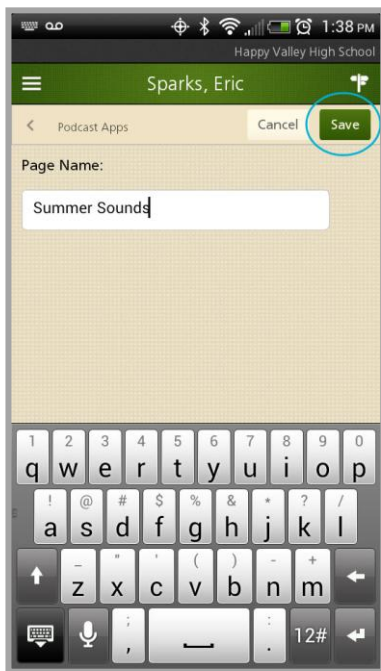 1:38 PM
Happy Valley High School
Sparks, Eric
Podcast Apps Cancel Save
Page Name:
Summer Sounds
1 2 3 4 5 6 7 8 9 0
q w e r t y u i o p
! @ # $ % & * ? /
a s d f g h j k l
_ " ' ( ) - +
z x c v b n m
; :
, . 12#